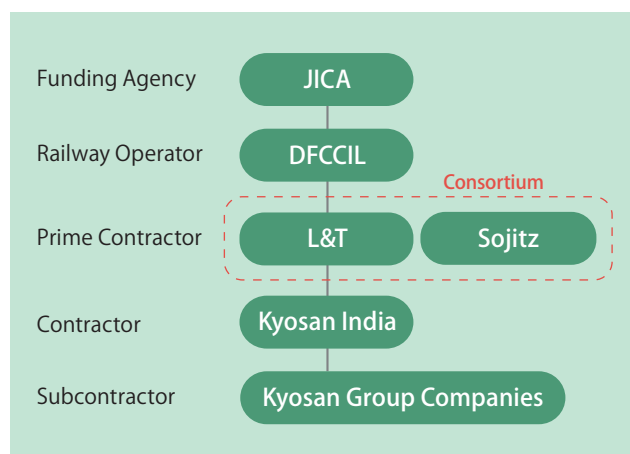 Funding Agency JICA
Railway Operator DFCCIL
Consortium
Prime Contractor L&T Sojitz
Contractor Kyosan India
Subcontractor Kyosan Group Companies